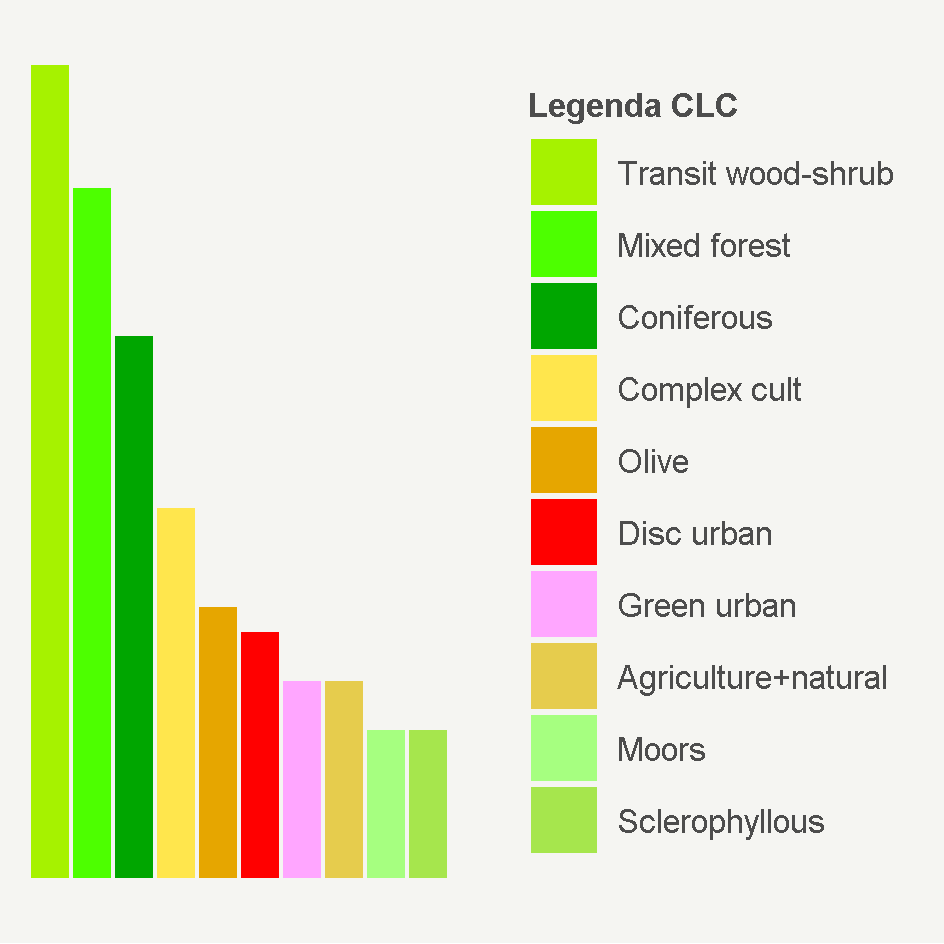 Legenda CLC
Transit wood-shrub
Mixed forest
Coniferous
Complex cult
Olive
Disc urban
Green urban
Agriculture+natural
Moors
Sclerophyllous